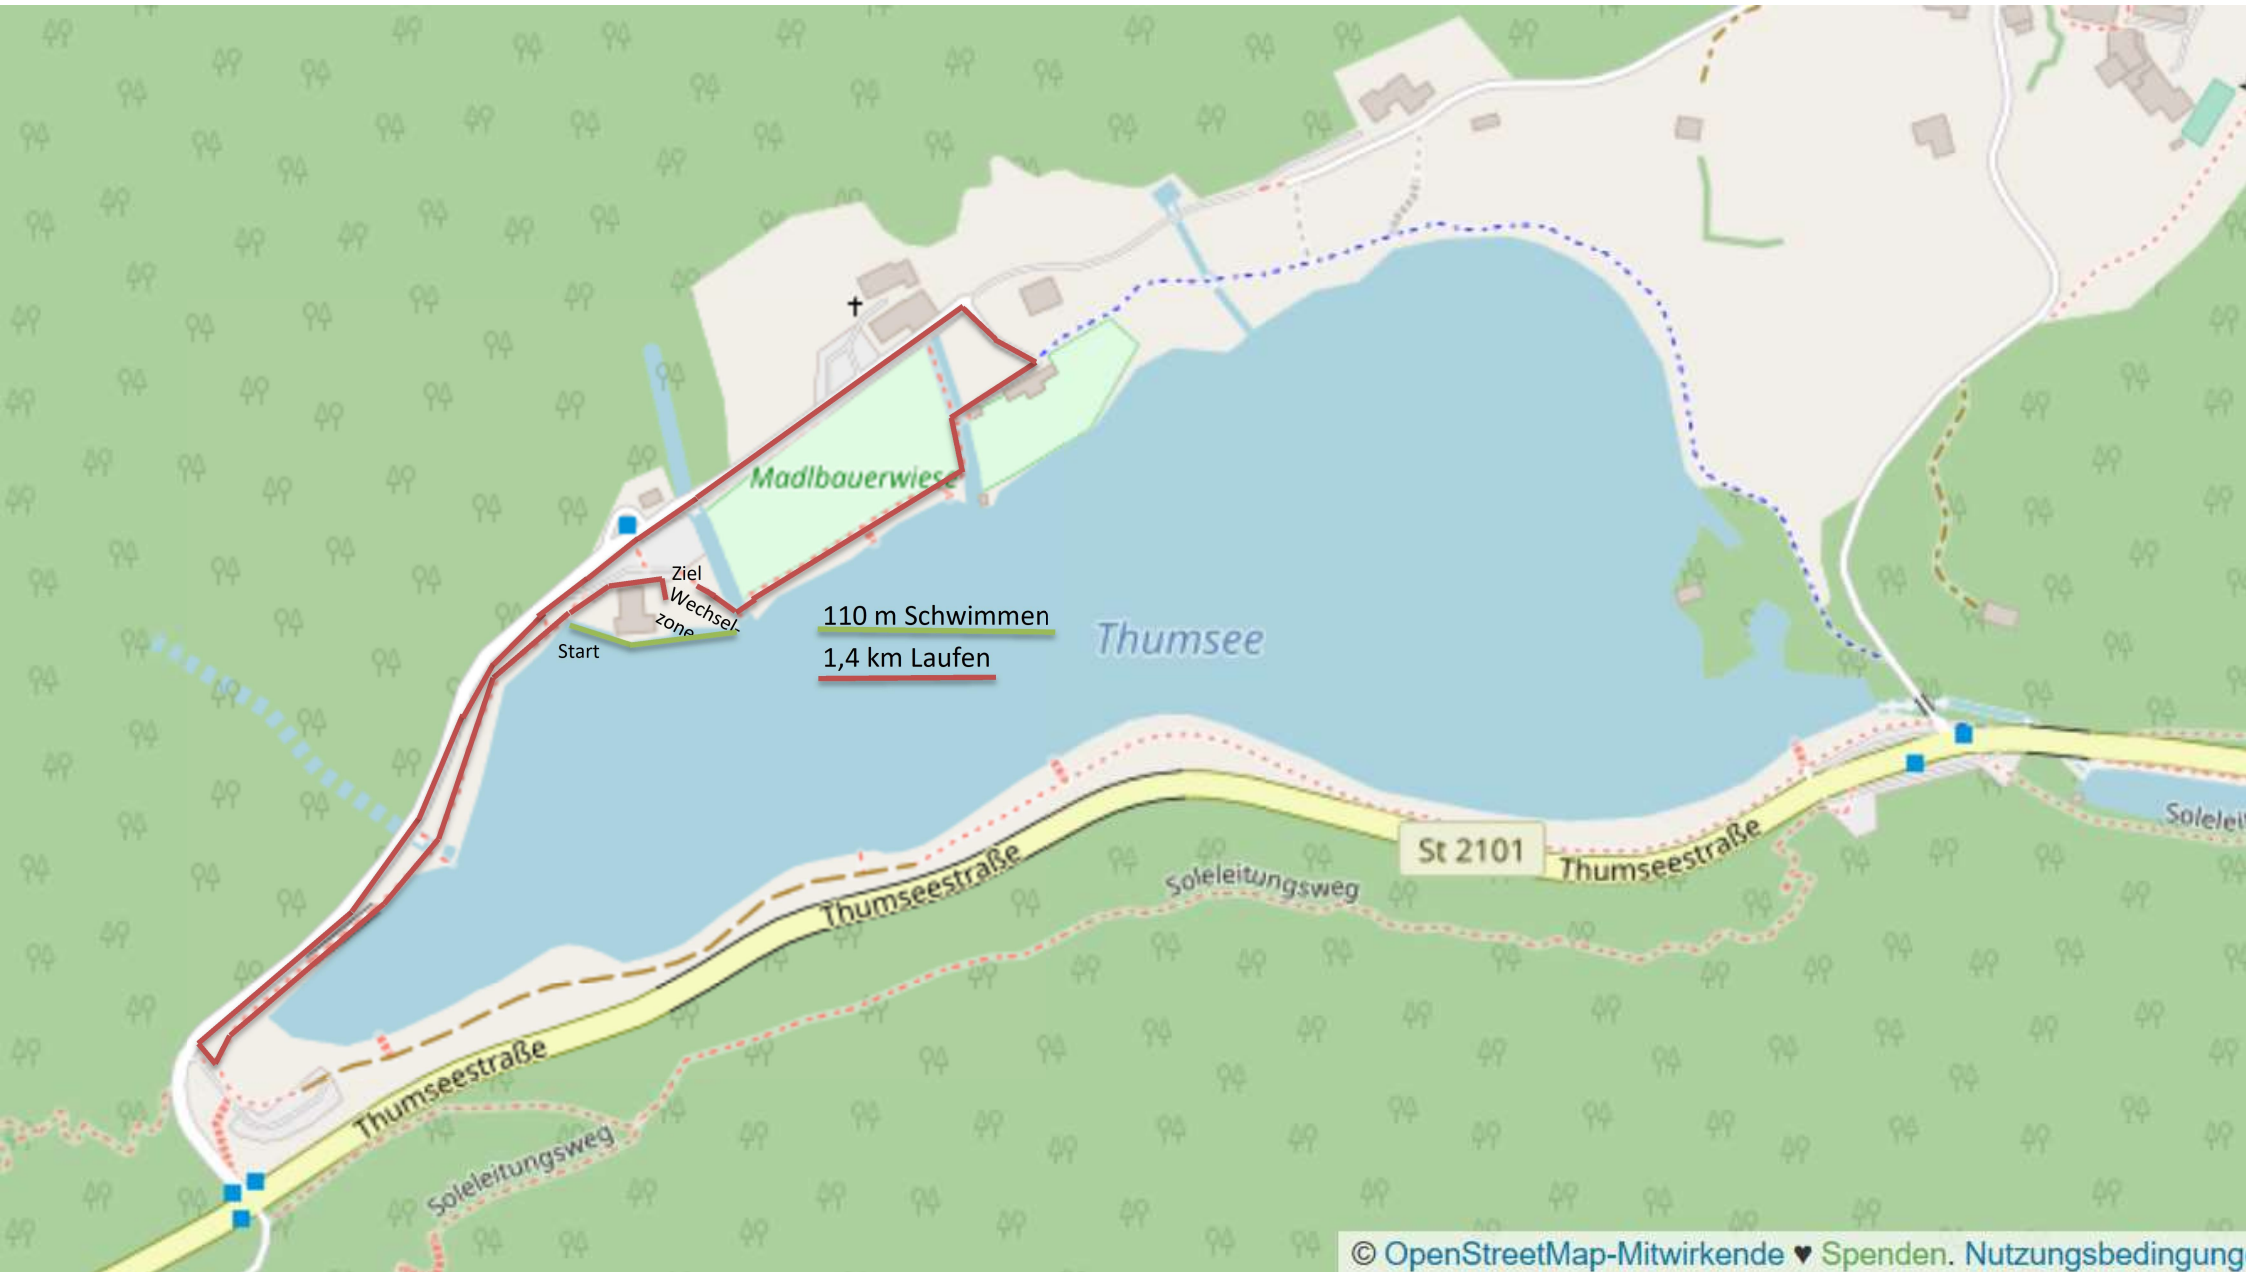 Madlbauerwiese
Ziel
Wechsel-
zone
Start
110 m Schwimmen
1,4 km Laufen
Thumsee
St 2101
Thumseestraße
Thumseestraße
Thumseestraße
Soleleitungsweg
Soleleitungsweg
Soleleit
© OpenStreetMap-Mitwirkende ♥ Spenden. Nutzungsbedingung